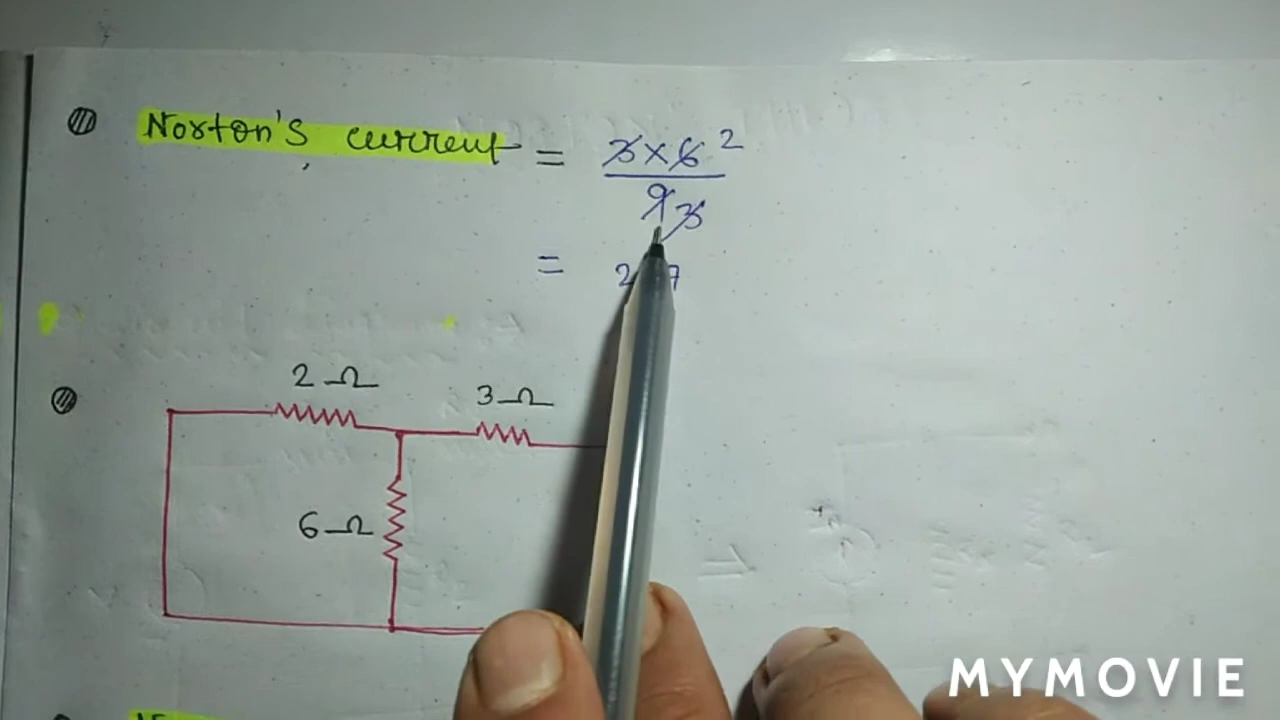 Norton's current = 3×6 2
9 3
= 2 A
2 Ω
3 Ω
6 Ω
MYMOVIE